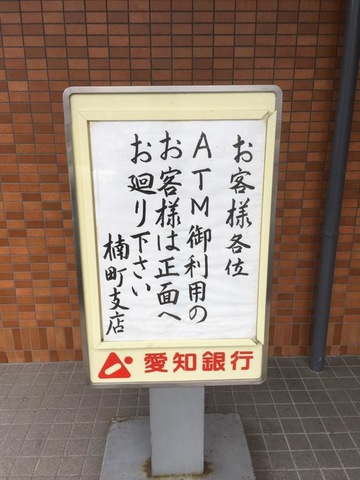 お客様各位
ATM御利用の
お客様は正面へ
お廻り下さい
楠町支店
愛知銀行